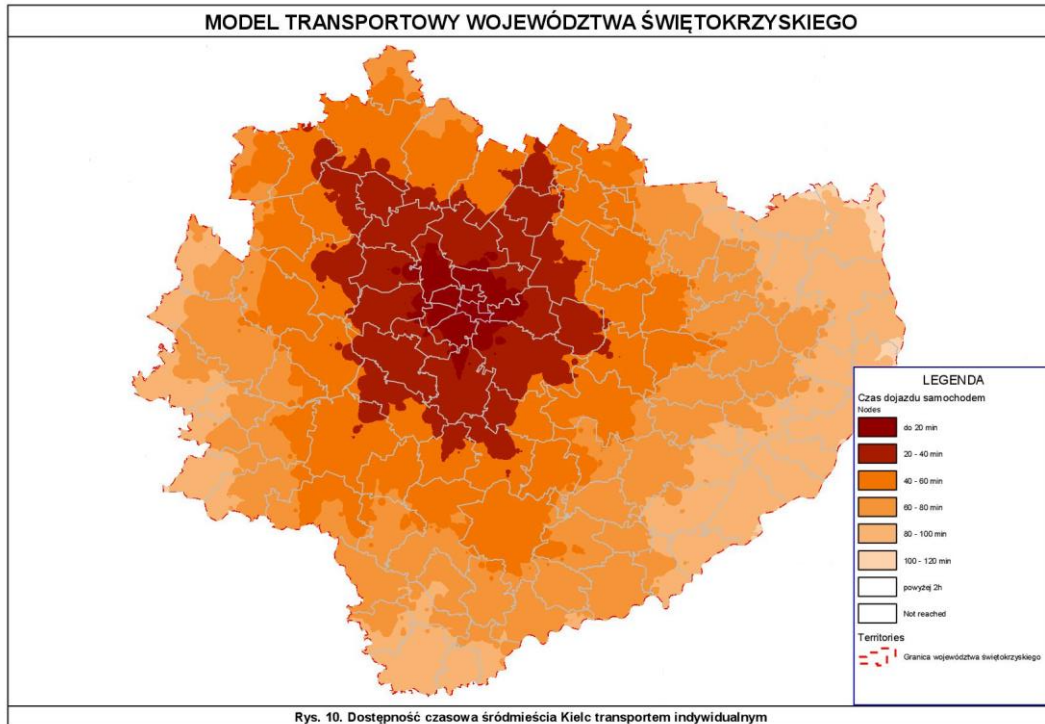 MODEL TRANSPORTOWY WOJEWÓDZTWA ŚWIĘTOKRZYSKIEGO
LEGENDA
Czas dojazdu samochodem
Nodes
do 20 min
20 - 40 min
40 - 60 min
60 - 80 min
80 - 100 min
100 - 120 min
powyżej 2h
Not reached
Territories
Granica województwa świętokrzyskiego
Rys. 10. Dostępność czasowa śródmieścia Kielc transportem indywidualnym